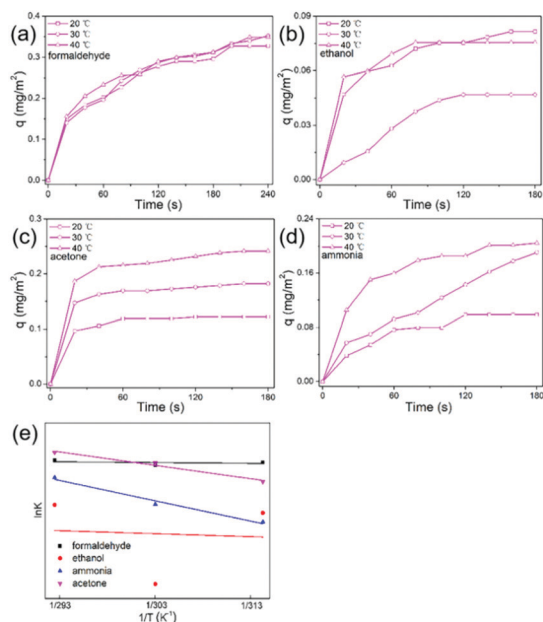 (a)
20 ℃
30 ℃
40 ℃
formaldehyde
q (mg/m²)
0.4
0.3
0.2
0.1
0.0
0
60
120
180
240
Time (s)
(b)
20 ℃
30 ℃
40 ℃
ethanol
q (mg/m²)
0.09
0.06
0.03
0.00
0
60
120
180
Time (s)
(c)
20 ℃
30 ℃
40 ℃
acetone
q (mg/m²)
0.3
0.2
0.1
0.0
0
60
120
180
Time (s)
(d)
20 ℃
30 ℃
40 ℃
ammonia
q (mg/m²)
0.24
0.16
0.08
0.00
0
30
60
90
120
150
180
Time (s)
(e)
lnK
formaldehyde
ethanol
ammonia
acetone
1/293
1/303
1/313
1/T (K⁻¹)